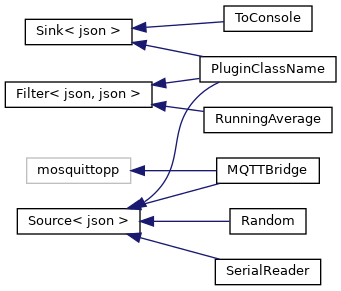 Sink< json >
ToConsole
PluginClassName
Filter< json, json >
RunningAverage
mosquittopp
MQTTBridge
Source< json >
Random
SerialReader